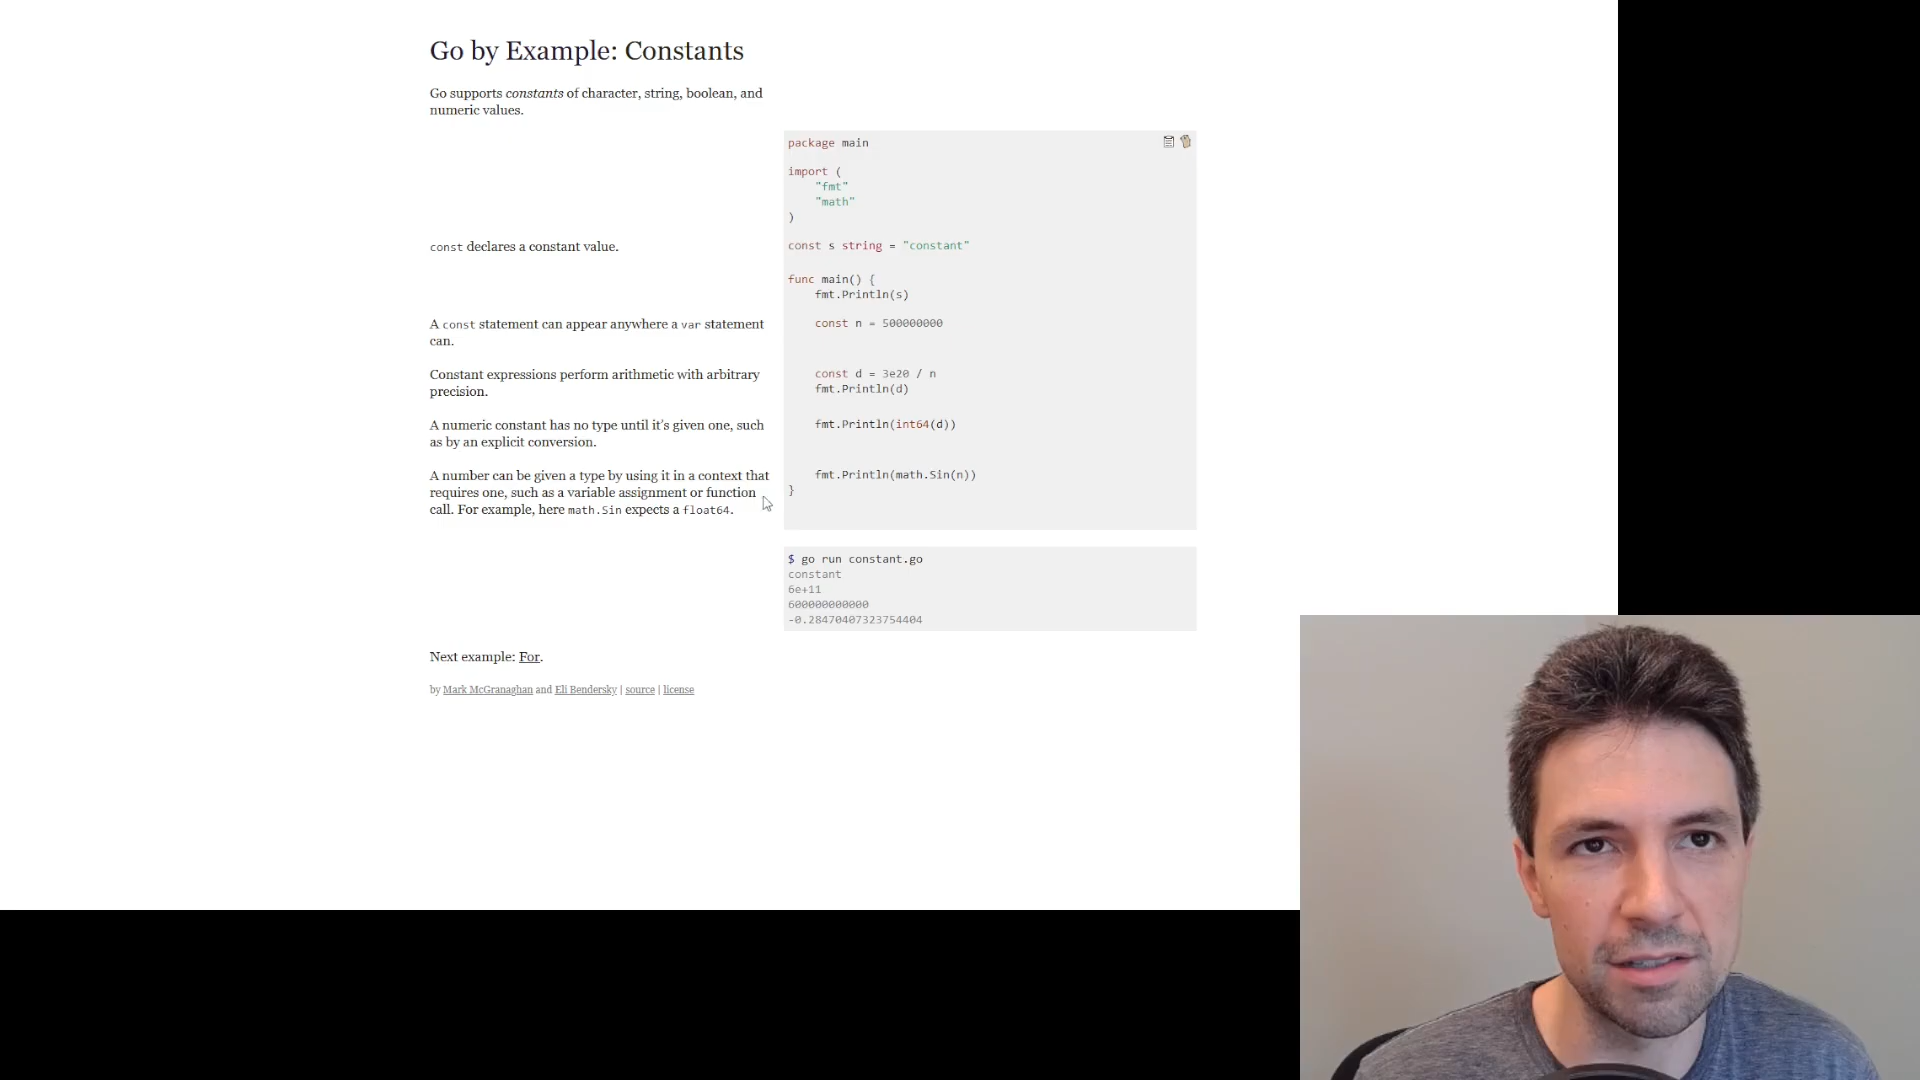 Go by Example: Constants
Go supports constants of character, string, boolean, and
numeric values.
package main
import (
"fmt"
"math"
)
const declares a constant value.
const s string = "constant"
func main() {
fmt.Println(s)
A const statement can appear anywhere a var statement
can.
const n = 500000000
Constant expressions perform arithmetic with arbitrary
precision.
const d = 3e20 / n
fmt.Println(d)
A numeric constant has no type until it's given one, such
as by an explicit conversion.
fmt.Println(int64(d))
A number can be given a type by using it in a context that
requires one, such as a variable assignment or function
call. For example, here math.Sin expects a float64.
fmt.Println(math.Sin(n))
}
$ go run constant.go
constant
6e+11
600000000000
-0.28470407323754404
Next example: For.
by Mark McGranaghan and Eli Bendersky | source | license